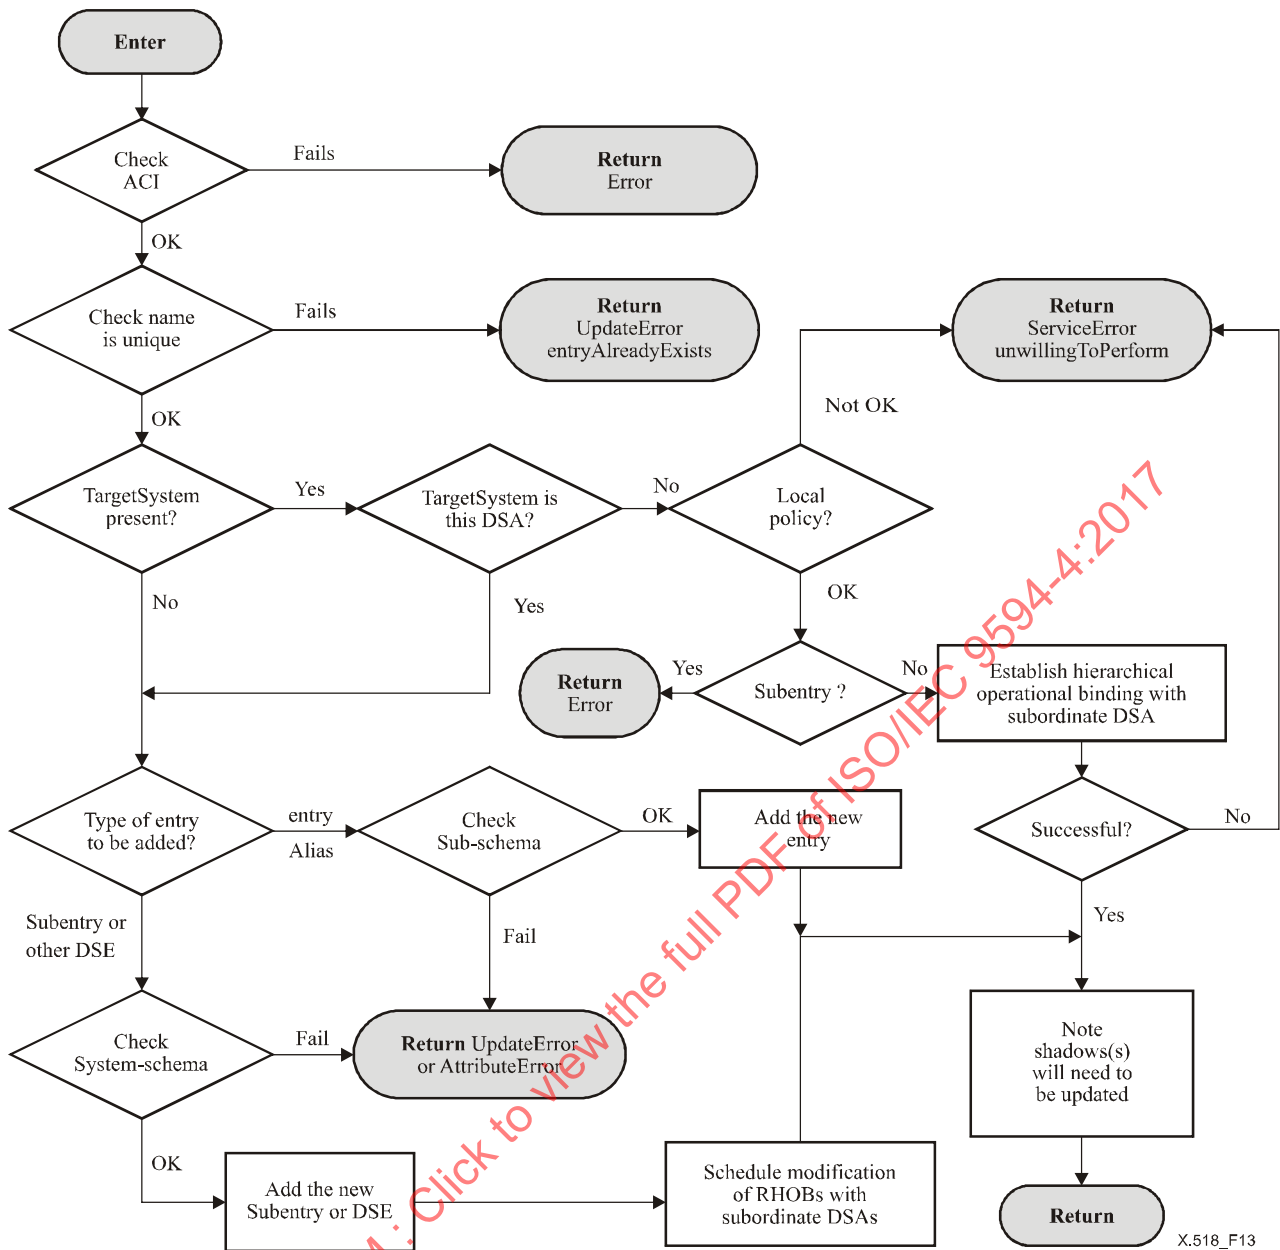 Enter
Check
ACI
Fails
Return
Error
OK
Check name
is unique
Fails
Return
UpdateError
entryAlreadyExists
Return
ServiceError
unwillingToPerform
OK
Not OK
TargetSystem
present?
Yes
TargetSystem is
this DSA?
No
Local
policy?
No
Yes
OK
Return
Error
Yes
Subentry ?
No
Establish hierarchical
operational binding with
subordinate DSA
Type of entry
to be added?
entry
Alias
Check
Sub-schema
OK
Add the new
entry
Successful?
No
Subentry or
other DSE
Fail
Yes
Check
System-schema
Fail
Return UpdateError
or AttributeError
Note
shadows(s)
will need to
be updated
OK
Add the new
Subentry or DSE
Schedule modification
of RHOBs with
subordinate DSAs
Return
X.518_F13
: Click to view the full PDF of ISO/IEC 9594-4:2017